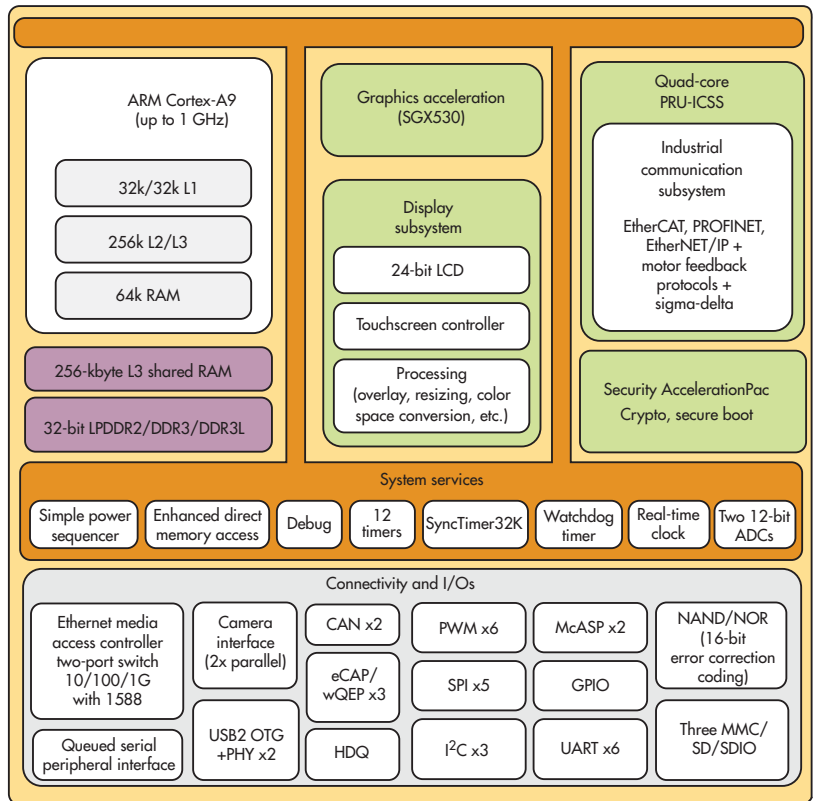 ARM Cortex-A9
(up to 1 GHz)
32k/32k L1
256k L2/L3
64k RAM
256-kbyte L3 shared RAM
32-bit LPDDR2/DDR3/DDR3L
Graphics acceleration
(SGX530)
Display
subsystem
24-bit LCD
Touchscreen controller
Processing
(overlay, resizing, color
space conversion, etc.)
Quad-core
PRU-ICSS
Industrial
communication
subsystem
EtherCAT, PROFINET,
EtherNET/IP +
motor feedback
protocols +
sigma-delta
Security AccelerationPac
Crypto, secure boot
System services
Simple power
sequencer
Enhanced direct
memory access
Debug
12
timers
SyncTimer32K
Watchdog
timer
Real-time
clock
Two 12-bit
ADCs
Connectivity and I/Os
Ethernet media
access controller
two-port switch
10/100/1G
with 1588
Queued serial
peripheral interface
Camera
interface
(2x parallel)
USB2 OTG
+PHY x2
CAN x2
eCAP/
wQEP x3
HDQ
PWM x6
SPI x5
I²C x3
McASP x2
GPIO
UART x6
NAND/NOR
(16-bit
error correction
coding)
Three MMC/
SD/SDIO